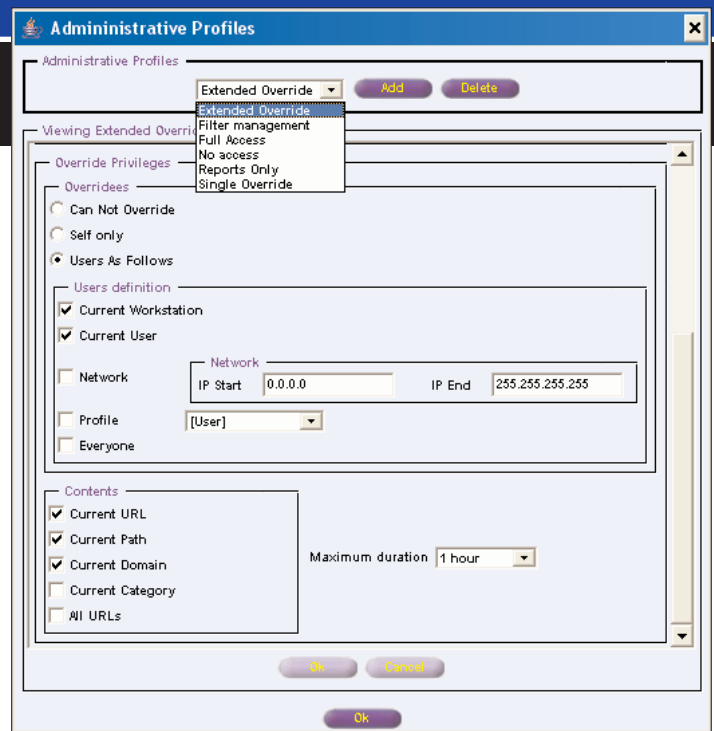 Admininistrative Profiles
Administrative Profiles
Extended Override
Add
Delete
Extended Override
Filter management
Full Access
No access
Reports Only
Single Override
Viewing Extended Overri
Override Privileges
Overridees
Can Not Override
Self only
Users As Follows
Users definition
Current Workstation
Current User
Network
Network
IP Start 0.0.0.0 IP End 255.255.255.255
Profile [User]
Everyone
Contents
Current URL
Current Path
Current Domain
Current Category
All URLs
Maximum duration 1 hour
Ok
Cancel
Ok